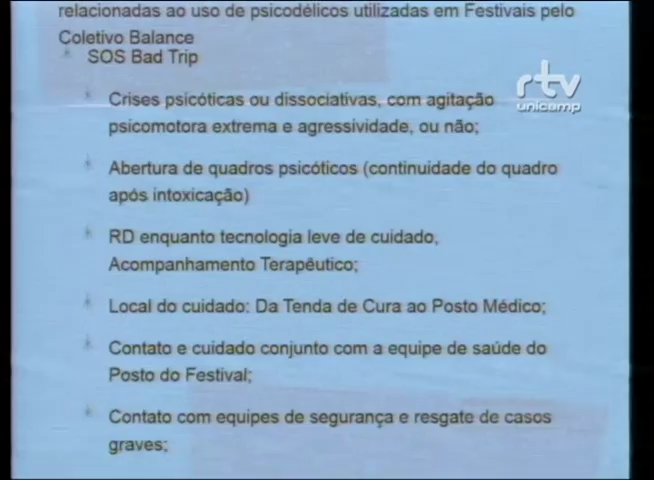 relacionadas ao uso de psicodélicos utilizadas em Festivais pelo
Coletivo Balance
SOS Bad Trip
rtv
unicamp
Crises psicóticas ou dissociativas, com agitação
psicomotora extrema e agressividade, ou não;
Abertura de quadros psicóticos (continuidade do quadro
após intoxicação)
RD enquanto tecnologia leve de cuidado,
Acompanhamento Terapêutico;
Local do cuidado: Da Tenda de Cura ao Posto Médico;
Contato e cuidado conjunto com a equipe de saúde do
Posto do Festival;
Contato com equipes de segurança e resgate de casos
graves;